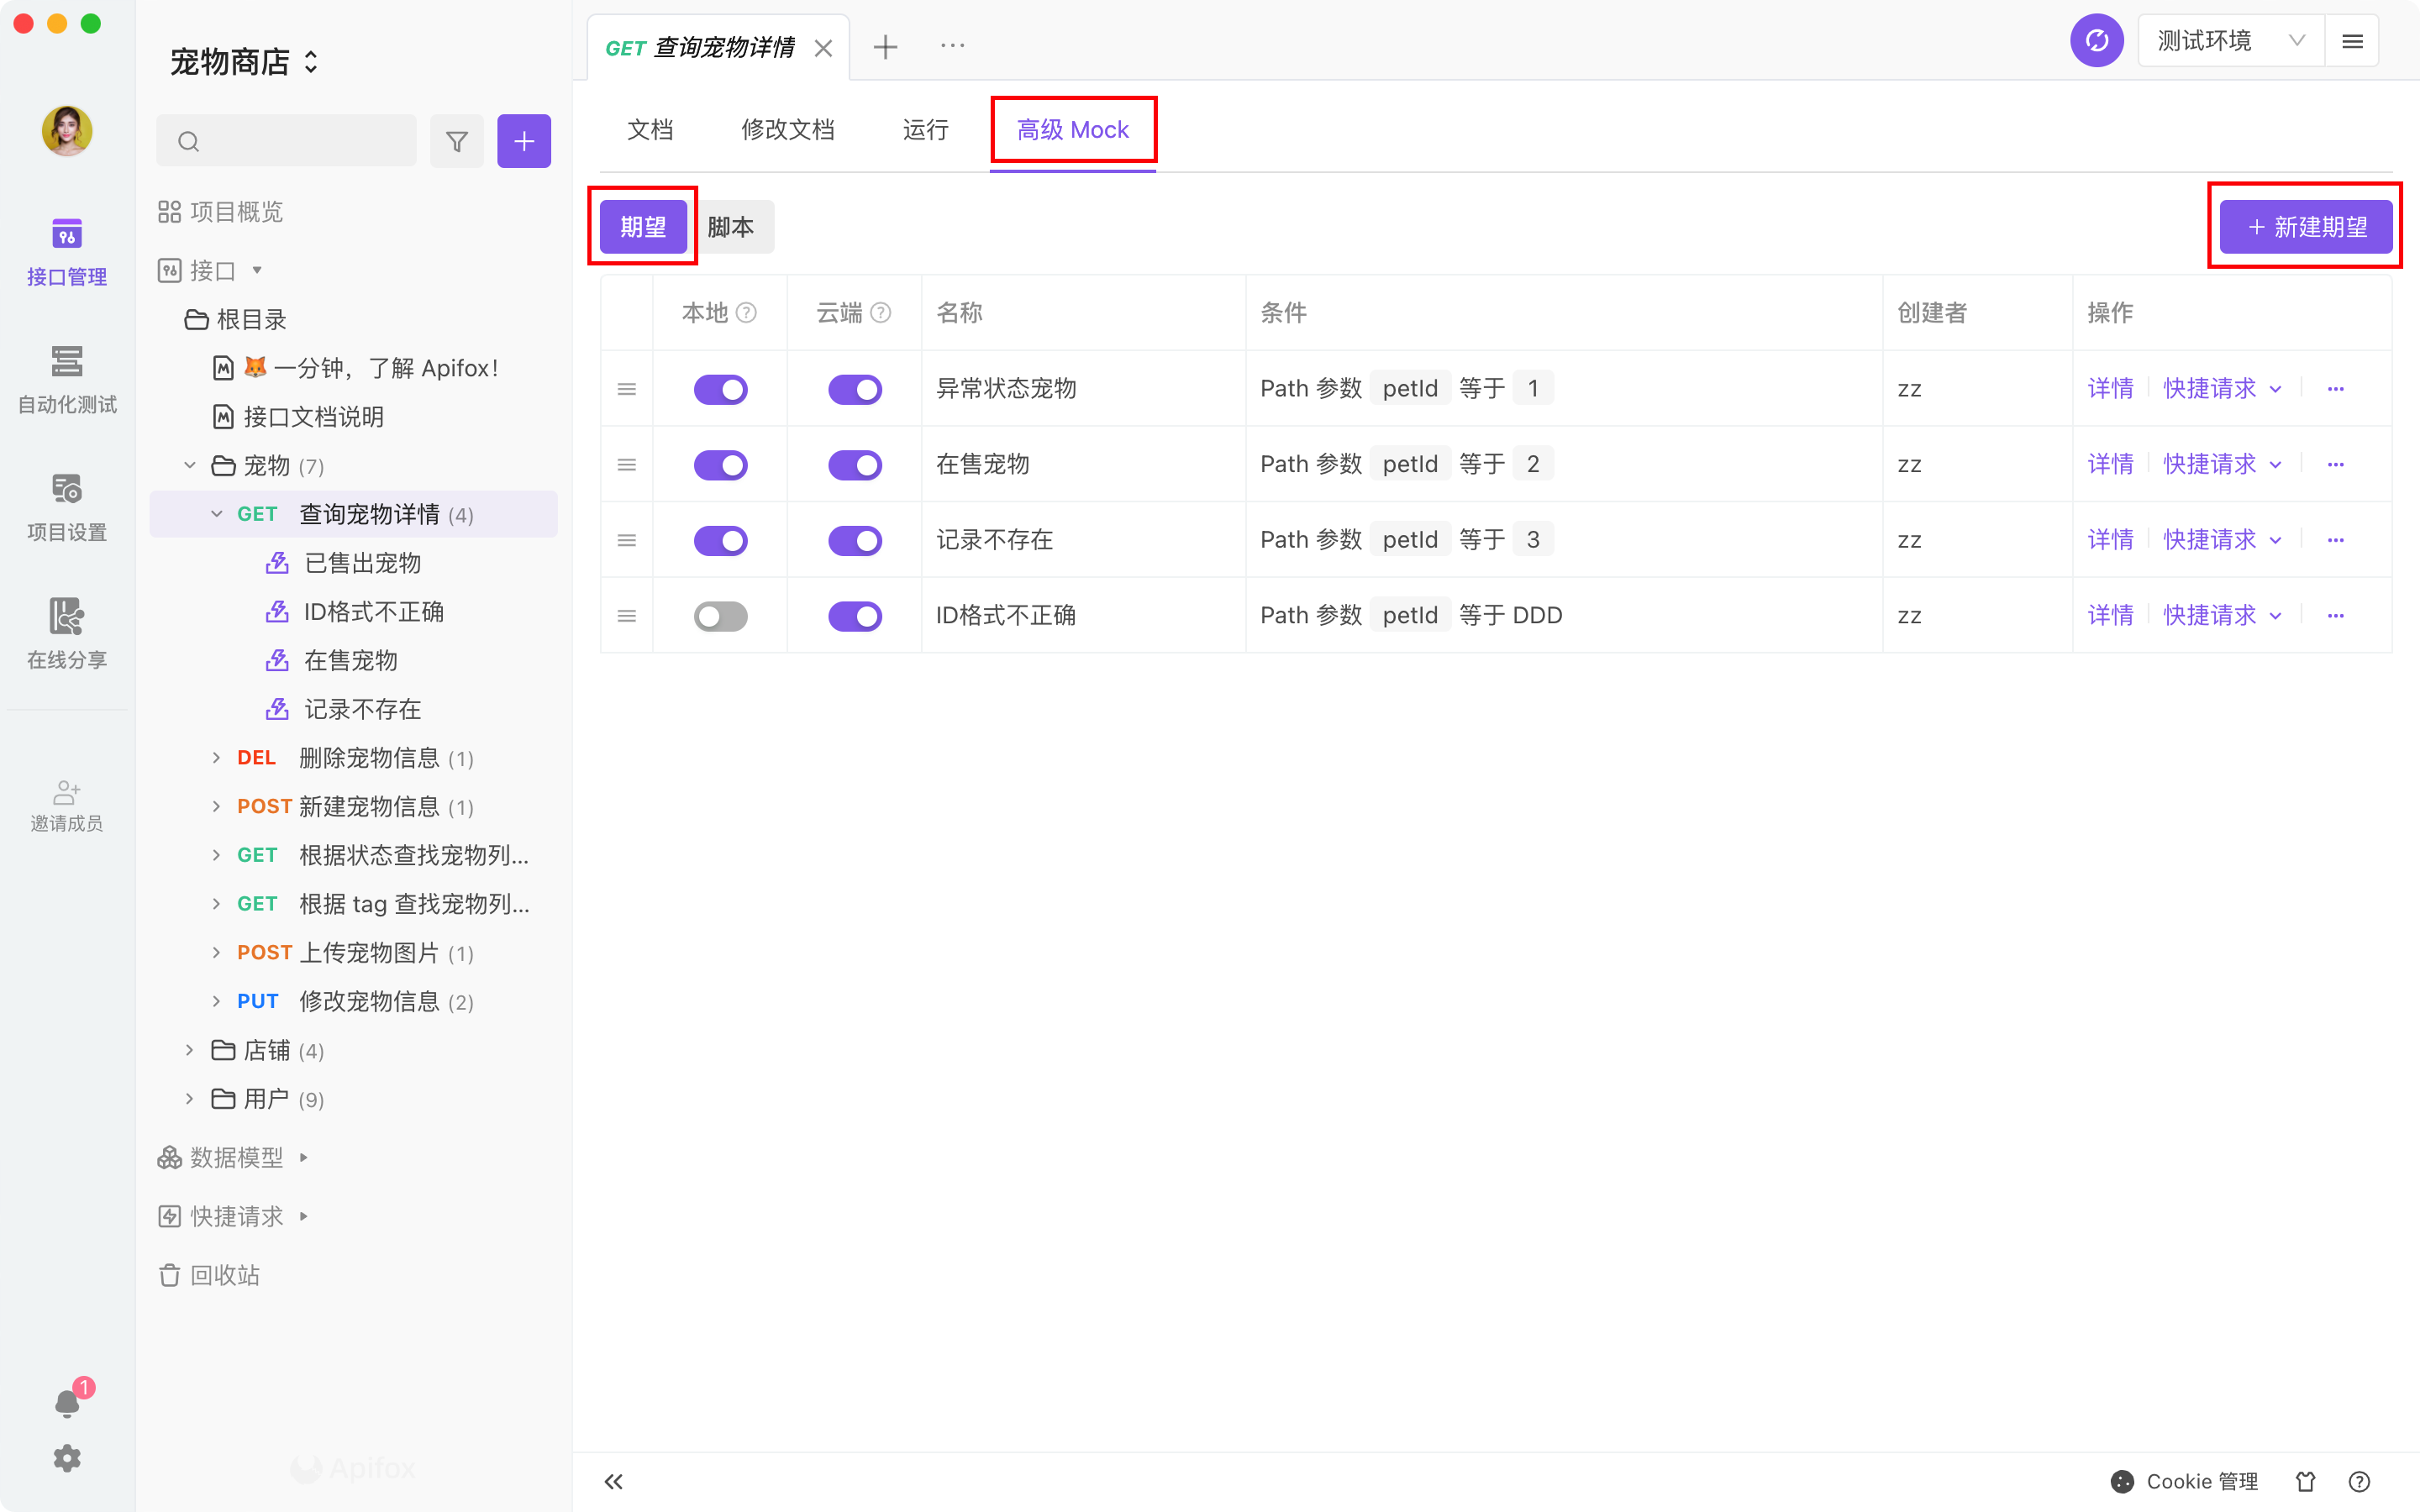 宠物商店
接口管理
自动化测试
项目设置
在线分享
邀请成员
1
项目概览
接口
根目录
🦊 一分钟，了解 Apifox！
接口文档说明
宠物 (7)
GET 查询宠物详情 (4)
已售出宠物
ID格式不正确
在售宠物
记录不存在
DEL 删除宠物信息 (1)
POST 新建宠物信息 (1)
GET 根据状态查找宠物列...
GET 根据 tag 查找宠物列...
POST 上传宠物图片 (1)
PUT 修改宠物信息 (2)
店铺 (4)
用户 (9)
数据模型
快捷请求
回收站
Apifox
GET 查询宠物详情
测试环境
文档 修改文档 运行 高级 Mock
期望 脚本 + 新建期望
本地 云端 名称 条件 创建者 操作
异常状态宠物 Path 参数 petId 等于 1 zz 详情 快捷请求 ...
在售宠物 Path 参数 petId 等于 2 zz 详情 快捷请求 ...
记录不存在 Path 参数 petId 等于 3 zz 详情 快捷请求 ...
ID格式不正确 Path 参数 petId 等于 DDD zz 详情 快捷请求 ...
Cookie 管理